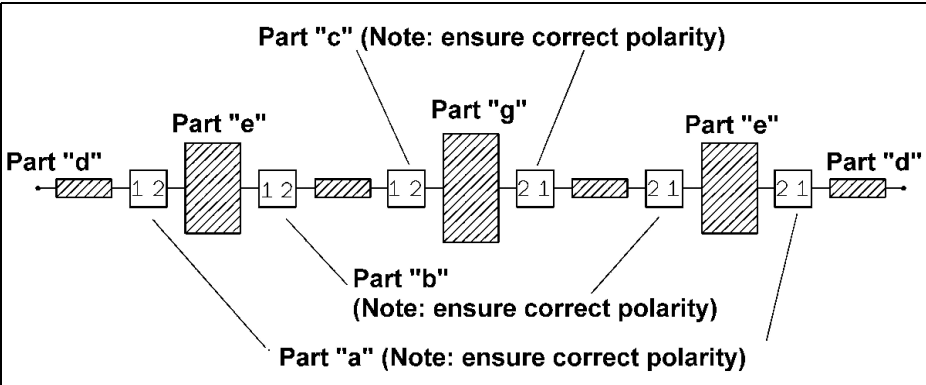 Part "c" (Note: ensure correct polarity)
Part "g"
Part "e"
Part "e"
Part "d"
Part "d"
1 2
1 2
1 2
2 1
2 1
2 1
Part "b"
(Note: ensure correct polarity)
Part "a" (Note: ensure correct polarity)